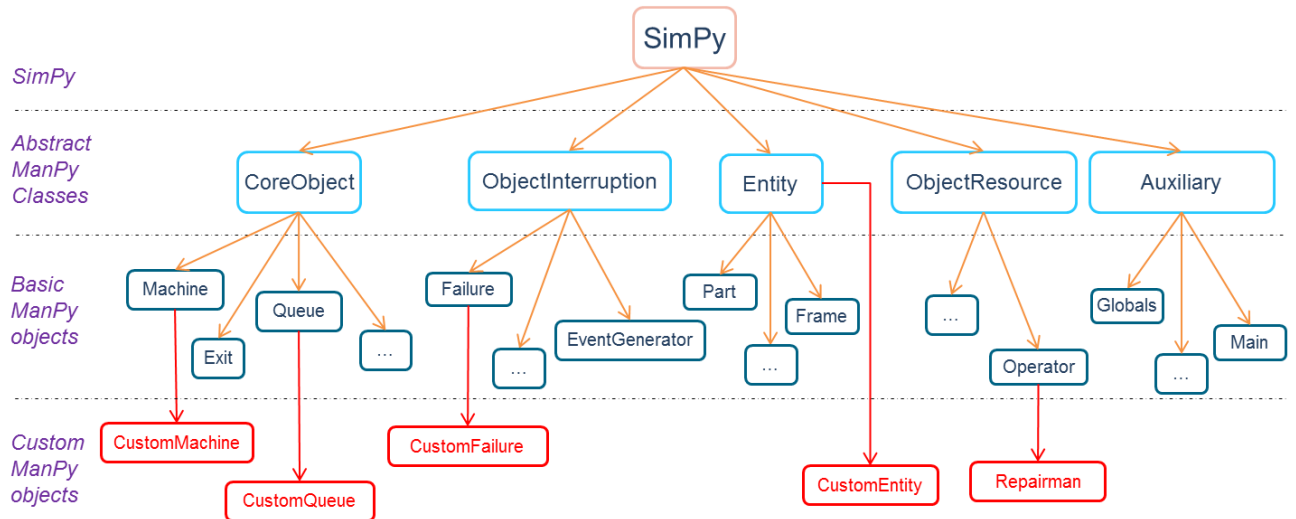 SimPy
SimPy
Abstract
ManPy
Classes
CoreObject
ObjectInterruption
Entity
ObjectResource
Auxiliary
Basic
ManPy
objects
Machine
Exit
Queue
...
Failure
...
EventGenerator
Part
...
Frame
...
Operator
Globals
...
Main
Custom
ManPy
objects
CustomMachine
CustomQueue
CustomFailure
CustomEntity
Repairman